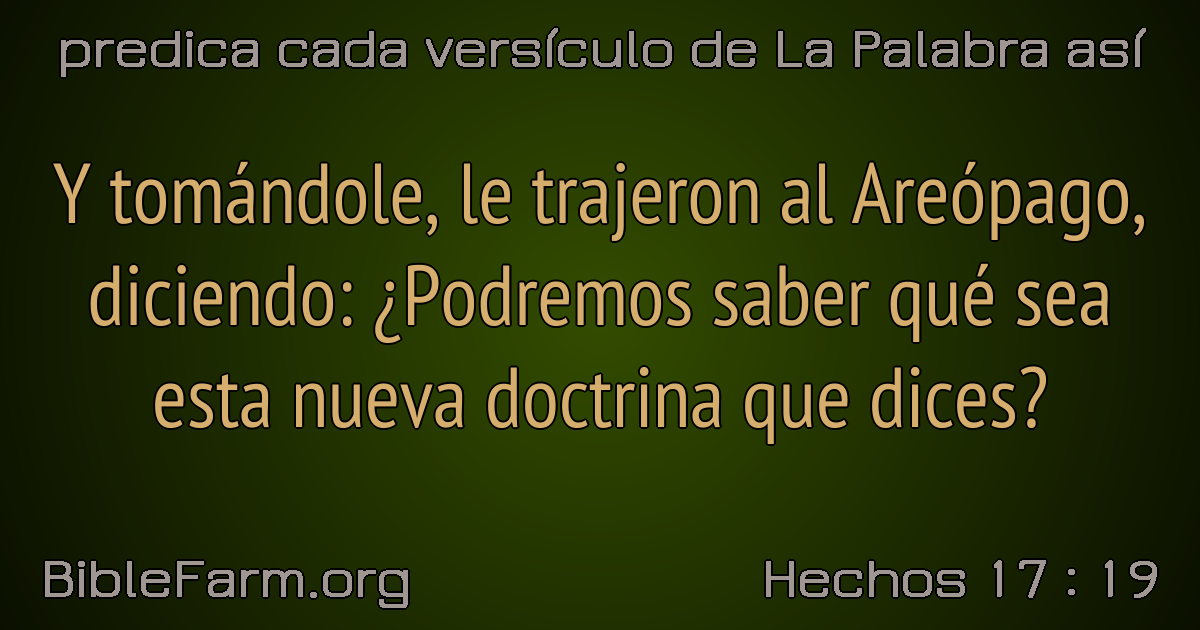 predica cada versículo de La Palabra así
Y tomándole, le trajeron al Areópago,
diciendo: ¿Podremos saber qué sea
esta nueva doctrina que dices?
BibleFarm.org
Hechos 17 : 19